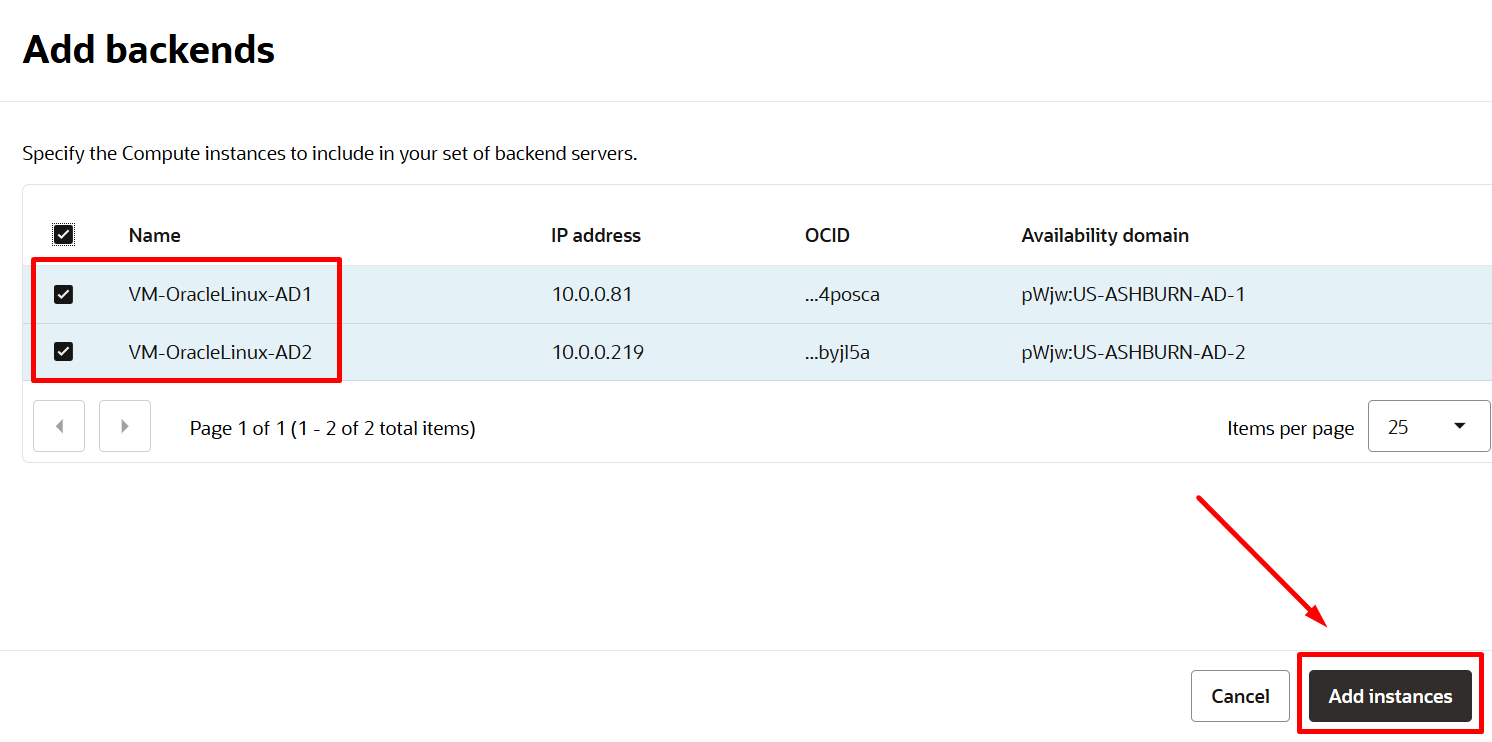 Add backends
Specify the Compute instances to include in your set of backend servers.
Name IP address OCID Availability domain
VM-OracleLinux-AD1 10.0.0.81 ...4posca pWjw:US-ASHBURN-AD-1
VM-OracleLinux-AD2 10.0.0.219 ...byjl5a pWjw:US-ASHBURN-AD-2
Page 1 of 1 (1 - 2 of 2 total items) Items per page 25
Cancel Add instances